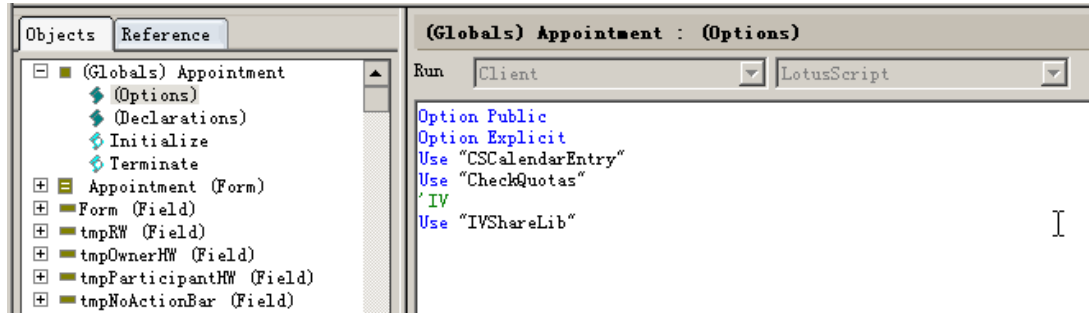 Objects Reference
(Globals) Appointment
(Options)
(Declarations)
Initialize
Terminate
Appointment (Form)
Form (Field)
tmpRW (Field)
tmpOwnerHW (Field)
tmpParticipantHW (Field)
tmpNoActionBar (Field)
(Globals) Appointment : (Options)
Run Client LotusScript
Option Public
Option Explicit
Use "CSCalendarEntry"
Use "CheckQuotas"
'IV
Use "IVShareLib"